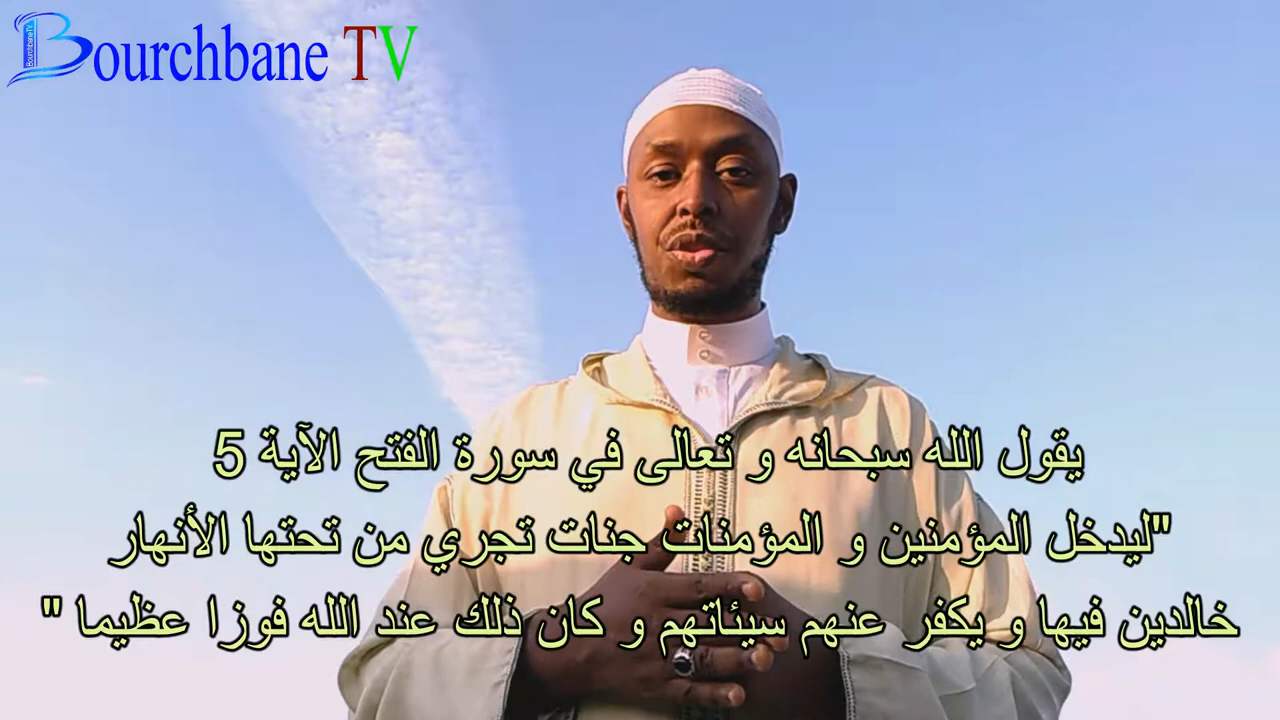 Bourchbane TV
يقول الله سبحانه و تعالى في سورة الفتح الآية 5
"ليدخل المؤمنين و المؤمنات جنات تجري من تحتها الأنهار
خالدين فيها و يكفر عنهم سيئاتهم و كان ذلك عند الله فوزا عظيما "